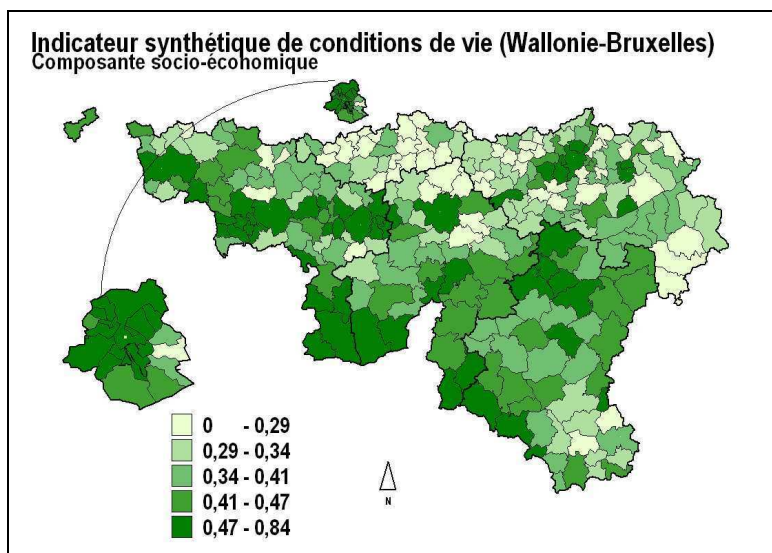 Indicateur synthétique de conditions de vie (Wallonie-Bruxelles)
Composante socio-économique
0 - 0,29
0,29 - 0,34
0,34 - 0,41
0,41 - 0,47
0,47 - 0,84
N